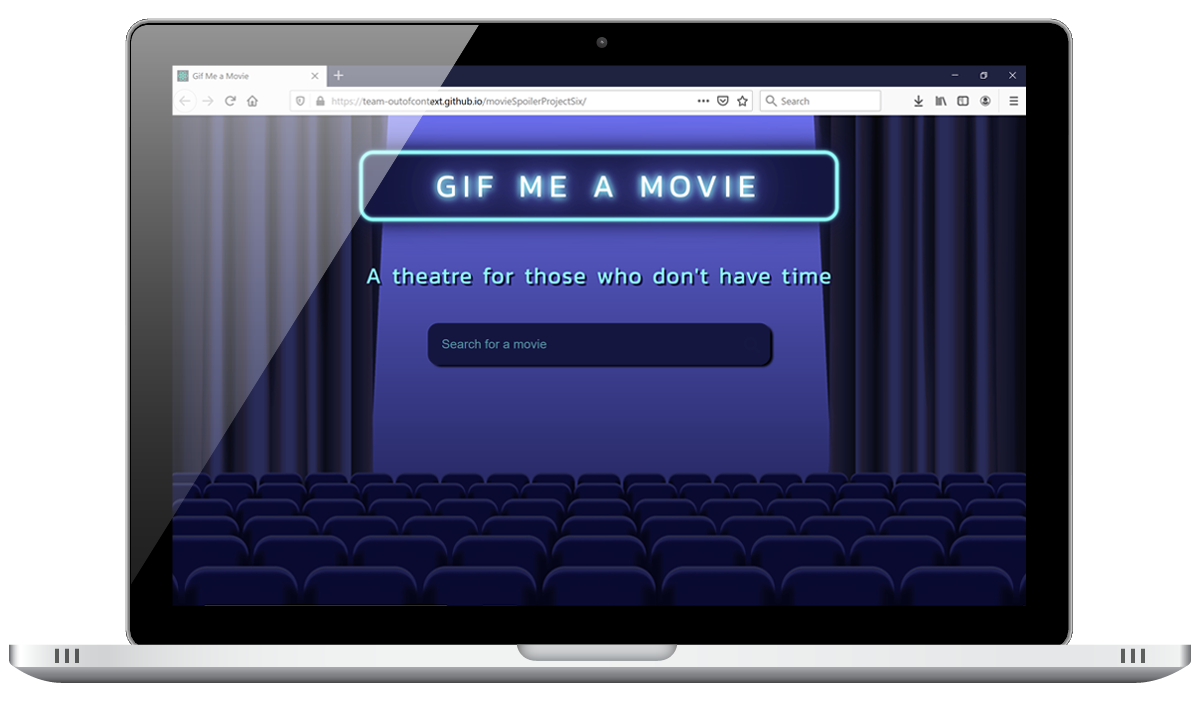 Gif Me a Movie
https://team-outofcontext.github.io/movieSpoilerProjectSix/
Search
GIF ME A MOVIE
A theatre for those who don't have time
Search for a movie